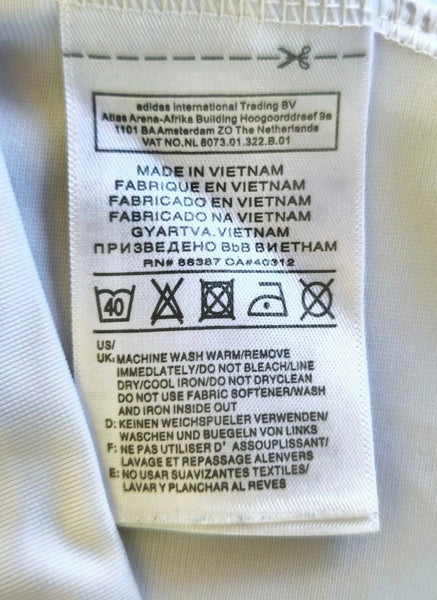 adidas International Trading BV
Atlas Arena-Afrika Building Hoogoorddreef 9a
1101 BA Amsterdam ZO The Netherlands
VAT NO.NL 8073.01.322.B.01
MADE IN VIETNAM
FABRIQUE EN VIETNAM
FABRICADO EN VIETNAM
FABRICADO NA VIETNAM
GYARTVA.VIETNAM
ПРИЗВЕДЕНО ВЬВ ВИЕТНАМ
RN# 86387 CA#40312
40
US/
UK: MACHINE WASH WARM/REMOVE
IMMEDLATELY/DO NOT BLEACH/LINE
DRY/COOL IRON/DO NOT DRYCLEAN
DO NOT USE FABRIC SOFTENER/WASH
AND IRON INSIDE OUT
D: KEINEN WEICHSPUELER VERWENDEN/
WASCHEN UND BUEGELN VON LINKS
F: NE PAS UTILISER D' ASSOUPLISSANT/
LAVAGE ET REPASSAGE ALENVERS
E: NO USAR SUAVIZANTES TEXTILES/
LAVAR Y PLANCHAR AL REVES